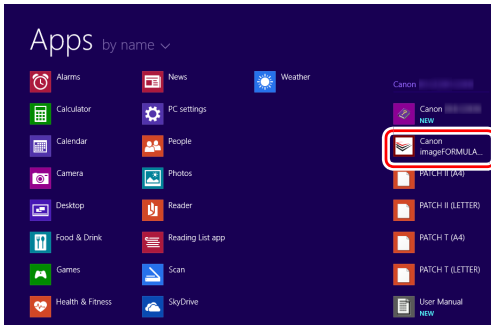 Apps by name
Alarms
Calculator
Calendar
Camera
Desktop
Food & Drink
Games
Health & Fitness
News
PC settings
People
Photos
Reader
Reading List app
Scan
SkyDrive
Weather
Canon
Canon
NEW
Canon
imageFORMULA...
PATCH II (A4)
PATCH II (LETTER)
PATCH T (A4)
PATCH T (LETTER)
User Manual
NEW